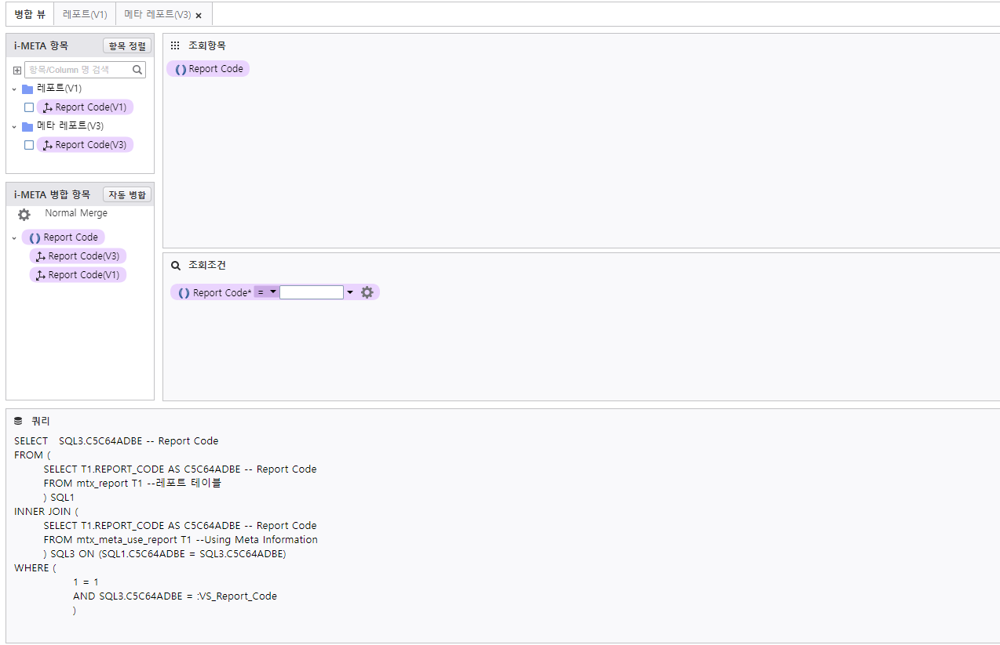 병합 뷰
레포트(V1)
메타 레포트(V3) ×
i-META 항목
항목 정렬
항목/Column 명 검색
레포트(V1)
Report Code(V1)
메타 레포트(V3)
Report Code(V3)
i-META 병합 항목
자동 병합
Normal Merge
( ) Report Code
Report Code(V3)
Report Code(V1)
조회항목
( ) Report Code
조회조건
( ) Report Code* =
쿼리
SELECT SQL3.C5C64ADBE -- Report Code
FROM (
SELECT T1.REPORT_CODE AS C5C64ADBE -- Report Code
FROM mtx_report T1 --레포트 테이블
) SQL1
INNER JOIN (
SELECT T1.REPORT_CODE AS C5C64ADBE -- Report Code
FROM mtx_meta_use_report T1 --Using Meta Information
) SQL3 ON (SQL1.C5C64ADBE = SQL3.C5C64ADBE)
WHERE (
1 = 1
AND SQL3.C5C64ADBE = :VS_Report_Code
)